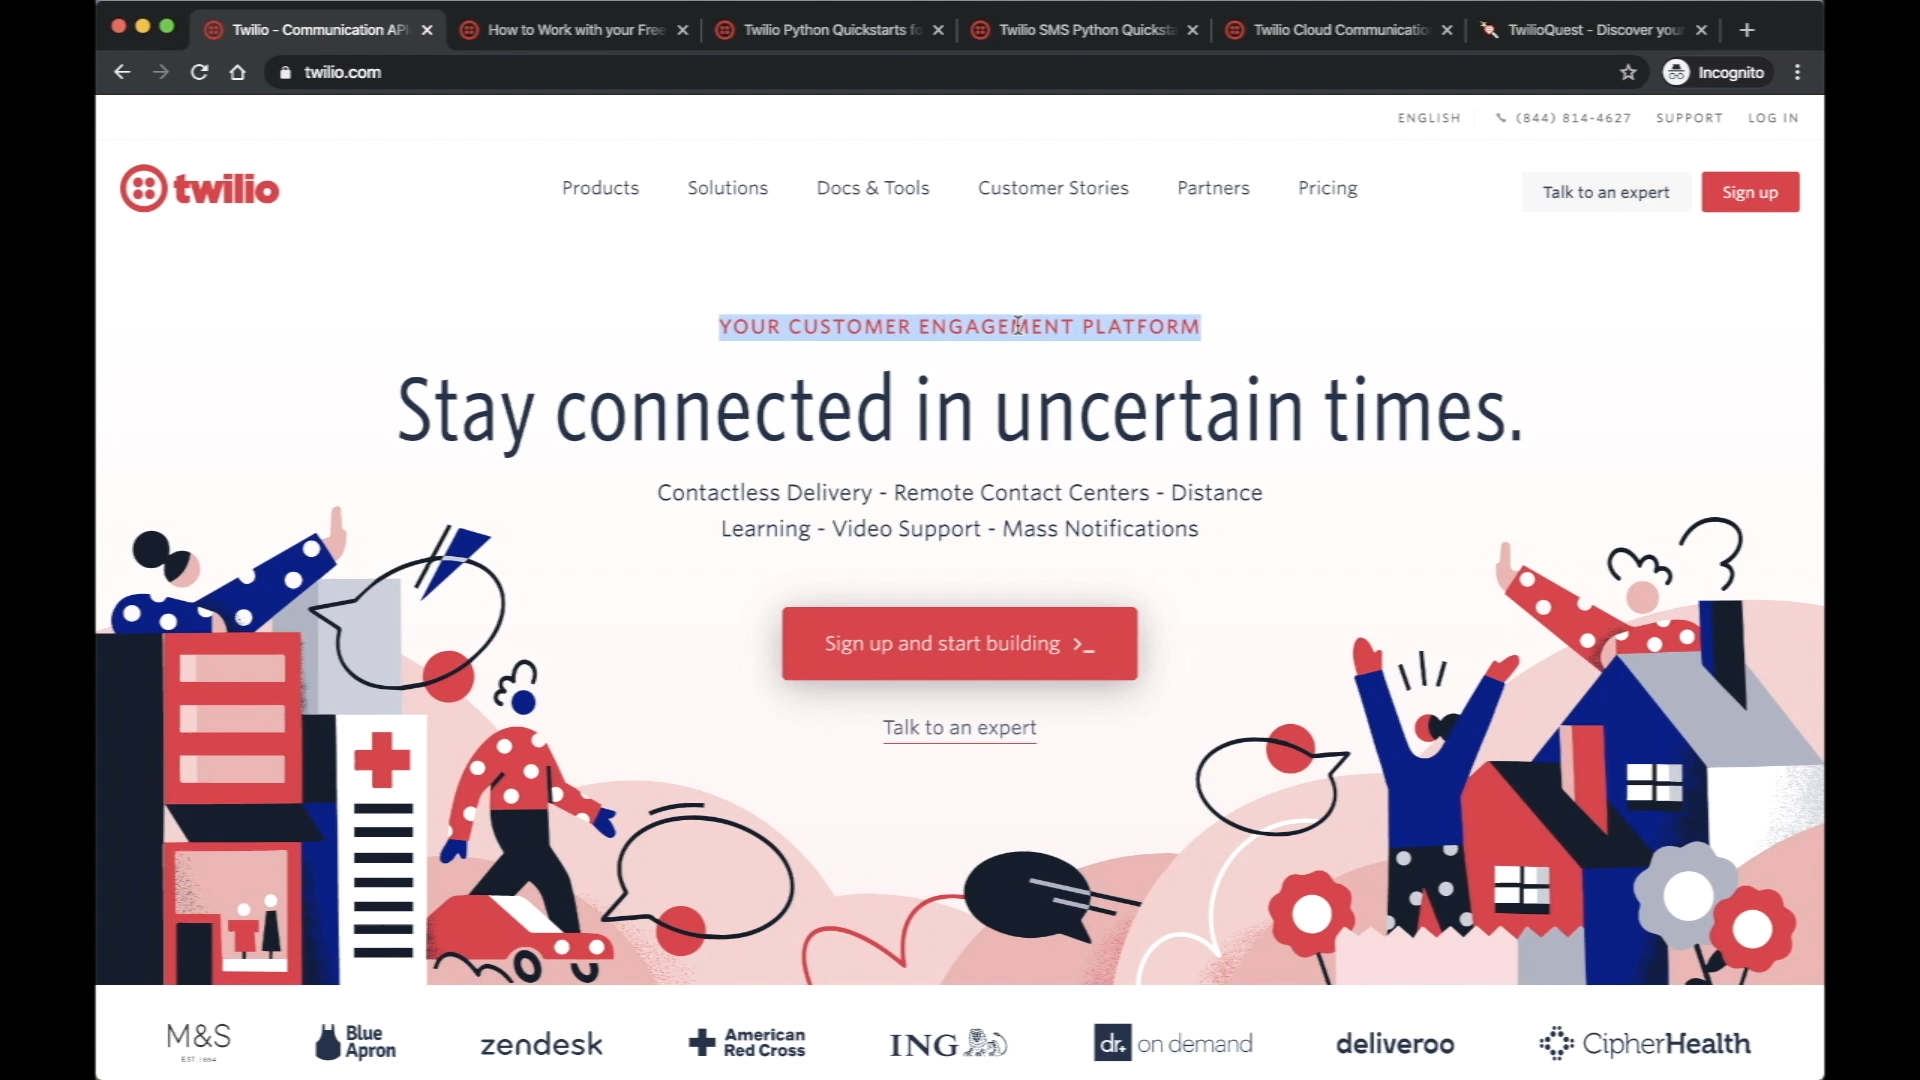 Twilio - Communication API
How to Work with your Free
Twilio Python Quickstarts fo
Twilio SMS Python Quicksta
Twilio Cloud Communicatio
TwilioQuest - Discover your
twilio.com
Incognito
ENGLISH
(844) 814-4627
SUPPORT
LOG IN
twilio
Products
Solutions
Docs & Tools
Customer Stories
Partners
Pricing
Talk to an expert
Sign up
YOUR CUSTOMER ENGAGEMENT PLATFORM
Stay connected in uncertain times.
Contactless Delivery - Remote Contact Centers - Distance
Learning - Video Support - Mass Notifications
Sign up and start building >_
Talk to an expert
M&S
EST. 1884
Blue
Apron
zendesk
American
Red Cross
ING
dr+ on demand
deliveroo
CipherHealth